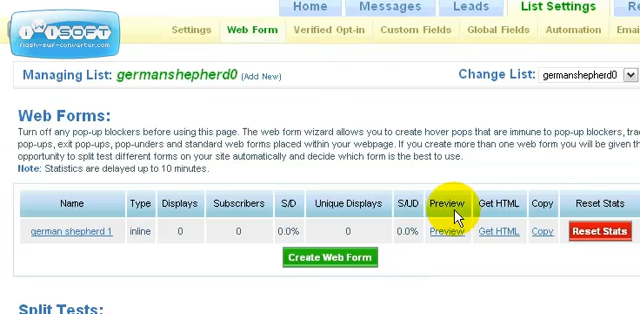 Home Messages Leads List Settings
iWiSoft
flash-swf-converter.com
Settings Web Form Verified Opt-in Custom Fields Global Fields Automation
Managing List: germanshepherd0 (Add New) Change List: germanshepherd0
Web Forms:
Turn off any pop-up blockers before using this page. The web form wizard allows you to create hover pops that are immune to pop-up blockers,
pop-ups, exit pop-ups, pop-unders and standard web forms placed within your webpage. If you create more than one web form you will be given the
opportunity to split test different forms on your site automatically and decide which form is the best to use.
Note: Statistics are delayed up to 10 minutes.
Name Type Displays Subscribers S/D Unique Displays S/UD Preview Get HTML Copy Reset Stats
german shepherd 1 inline 0 0 0.0% 0 0.0% Preview Get HTML Copy Reset Stats
Create Web Form
Split Tests: